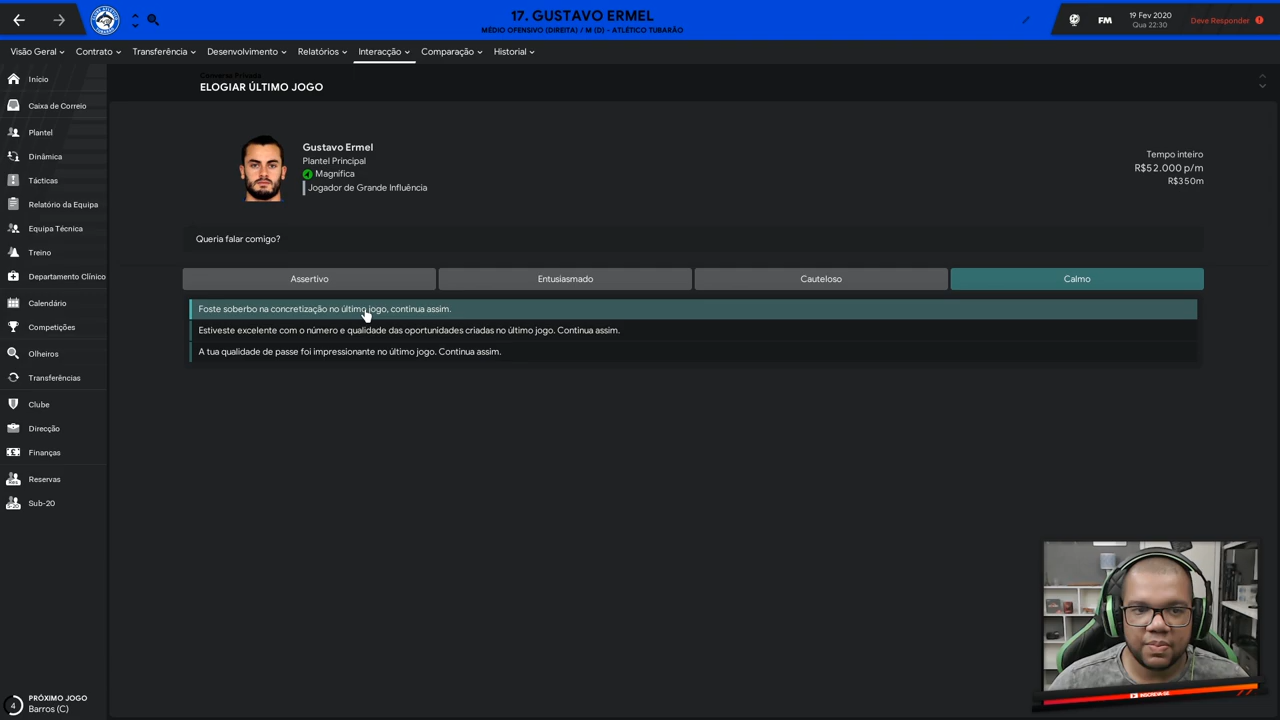 17. GUSTAVO ERMEL
MÉDIO OFENSIVO (DIREITA) / M (D) - ATLÉTICO TUBARÃO
FM
19 Fev 2020
Qua 22:30
Deve Responder
Visão Geral
Contrato
Transferência
Desenvolvimento
Relatórios
Interacção
Comparação
Historial
Conversa Privada
ELOGIAR ÚLTIMO JOGO
Início
Caixa de Correio
Plantel
Dinâmica
Tácticas
Relatório da Equipa
Equipa Técnica
Treino
Departamento Clínico
Calendário
Competições
Olheiros
Transferências
Clube
Direcção
Finanças
Reservas
Sub-20
Gustavo Ermel
Plantel Principal
Magnífica
Jogador de Grande Influência
Tempo inteiro
R$52.000 p/m
R$350m
Queria falar comigo?
Assertivo
Entusiasmado
Cauteloso
Calmo
Foste soberbo na concretização no último jogo, continua assim.
Estiveste excelente com o número e qualidade das oportunidades criadas no último jogo. Continua assim.
A tua qualidade de passe foi impressionante no último jogo. Continua assim.
4
PRÓXIMO JOGO
Barros (C)
INSCREVA-SE